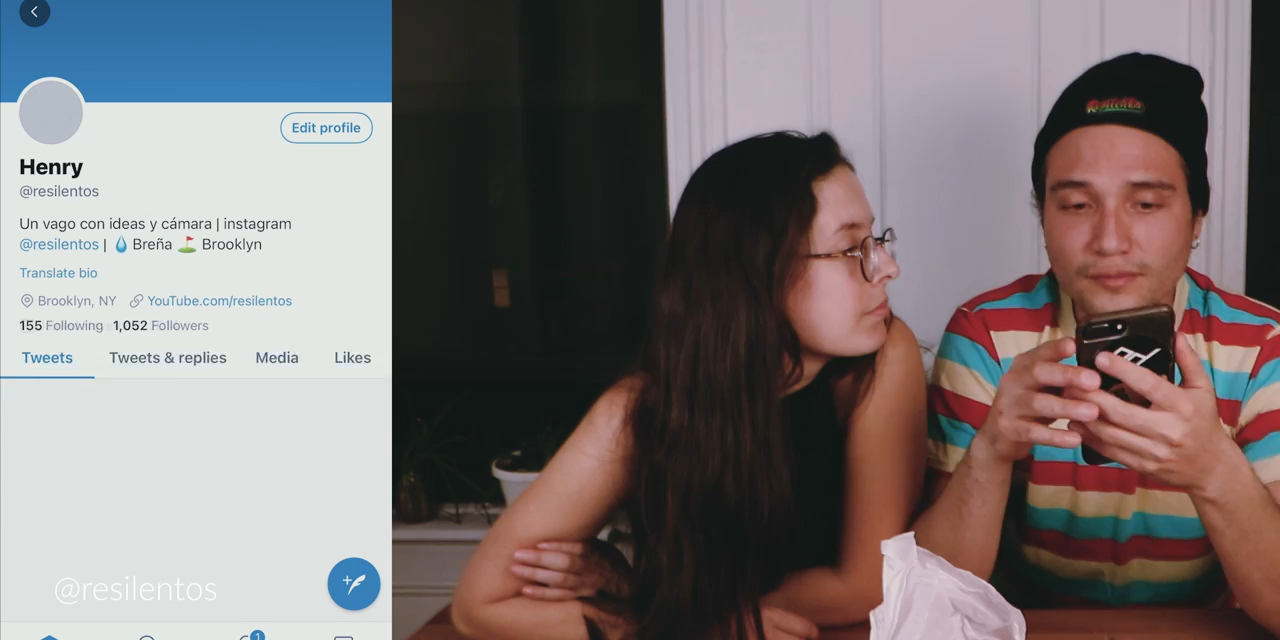 Edit profile
Henry
@resilentos
Un vago con ideas y cámara | instagram
@resilentos | Breña Brooklyn
Translate bio
Brooklyn, NY YouTube.com/resilentos
155 Following 1,052 Followers
Tweets Tweets & replies Media Likes
@resilentos
1